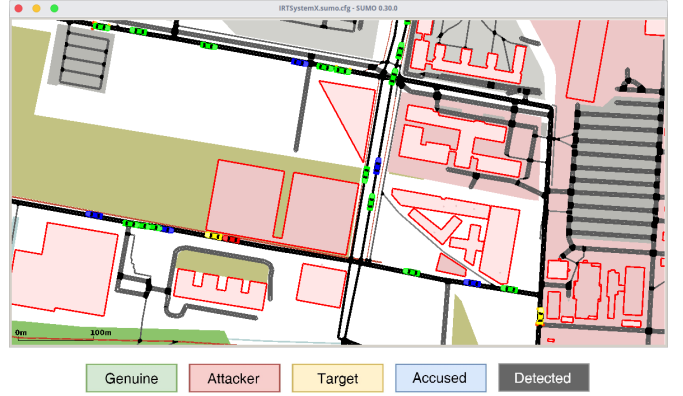 IRTSystemX.sumo.cfg - SUMO 0.30.0
0m 100m
Genuine Attacker Target Accused Detected